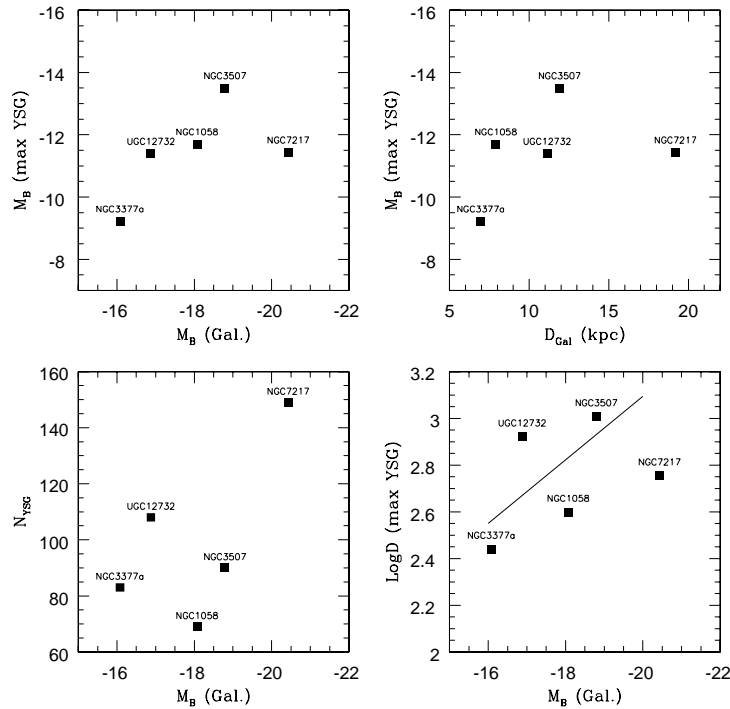 -16
-14
-12
-10
-8
M_B (max YSG)
NGC3507
UGC12732
NGC1058
NGC7217
NGC3377a
-16 -18 -20 -22
M_B (Gal.)
-16
-14
-12
-10
-8
M_B (max YSG)
NGC3507
NGC1058
UGC12732
NGC7217
NGC3377a
5 10 15 20
D_Gal (kpc)
160
140
120
100
80
60
N_YSG
NGC7217
UGC12732
NGC3507
NGC3377a
NGC1058
-16 -18 -20 -22
M_B (Gal.)
3.2
3
2.8
2.6
2.4
2.2
2
LogD (max YSG)
NGC3507
UGC12732
NGC7217
NGC1058
NGC3377a
-16 -18 -20 -22
M_B (Gal.)